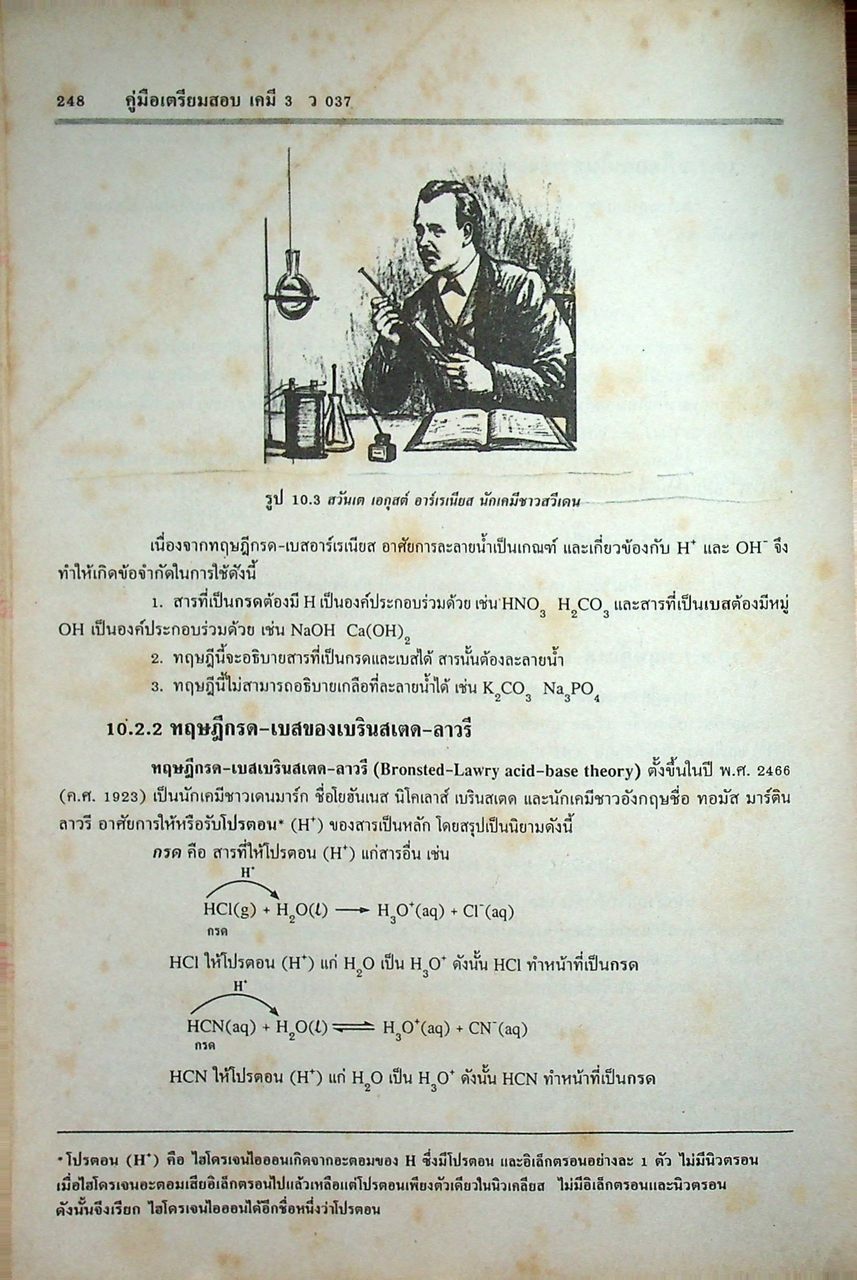 248 คู่มือเตรียมสอบ เคมี 3 ว 037
รูป 10.3 สวันเต เอกุสต์ อาร์เรเนียส นักเคมีชาวสวีเดน
เนื่องจากทฤษฎีกรด-เบสอาร์เรเนียส อาศัยการละลายน้ำเป็นเกณฑ์ และเกี่ยวข้องกับ H⁺ และ OH⁻ จึง
ทำให้เกิดข้อจำกัดในการใช้ดังนี้
1. สารที่เป็นกรดต้องมี H เป็นองค์ประกอบร่วมด้วย เช่น HNO₃ H₂CO₃ และสารที่เป็นเบสต้องมีหมู่
OH เป็นองค์ประกอบร่วมด้วย เช่น NaOH Ca(OH)₂
2. ทฤษฎีนี้จะอธิบายสารที่เป็นกรดและเบสได้ สารนั้นต้องละลายน้ำ
3. ทฤษฎีนี้ไม่สามารถอธิบายเกลือที่ละลายน้ำได้ เช่น K₂CO₃ Na₃PO₄
10.2.2 ทฤษฎีกรด-เบสของเบรินสเตด-ลาวรี
ทฤษฎีกรด-เบสเบรินสเตด-ลาวรี (Bronsted-Lawry acid-base theory) ตั้งขึ้นในปี พ.ศ. 2466
(ค.ศ. 1923) เป็นนักเคมีชาวเดนมาร์ก ชื่อโยฮันเนส นิโคเลาส์ เบรินสเตด และนักเคมีชาวอังกฤษชื่อ ทอมัส มาร์ติน
ลาวรี อาศัยการให้หรือรับโปรตอน* (H⁺) ของสารเป็นหลัก โดยสรุปเป็นนิยามดังนี้
กรด คือ สารที่ให้โปรตอน (H⁺) แก่สารอื่น เช่น
H⁺
HCl(g) + H₂O(l) ⟶ H₃O⁺(aq) + Cl⁻(aq)
กรด
HCl ให้โปรตอน (H⁺) แก่ H₂O เป็น H₃O⁺ ดังนั้น HCl ทำหน้าที่เป็นกรด
H⁺
HCN(aq) + H₂O(l) ⇌ H₃O⁺(aq) + CN⁻(aq)
กรด
HCN ให้โปรตอน (H⁺) แก่ H₂O เป็น H₃O⁺ ดังนั้น HCN ทำหน้าที่เป็นกรด
*โปรตอน (H⁺) คือ ไฮโดรเจนไอออนเกิดจากอะตอมของ H ซึ่งมีโปรตอน และอิเล็กตรอนอย่างละ 1 ตัว ไม่มีนิวตรอน
เมื่อไฮโดรเจนอะตอมเสียอิเล็กตรอนไปแล้วเหลือแต่โปรตอนเพียงตัวเดียวในนิวเคลียส ไม่มีอิเล็กตรอนและนิวตรอน
ดังนั้นจึงเรียก ไฮโดรเจนไอออนได้อีกชื่อหนึ่งว่าโปรตอน